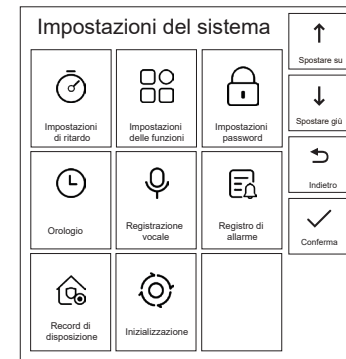 Impostazioni del sistema
Impostazioni
di ritardo
Impostazioni
delle funzioni
Impostazioni
password
Orologio
Registrazione
vocale
Registro di
allarme
Record di
disposizione
Inizializzazione
Spostare su
Spostare giù
Indietro
Conferma